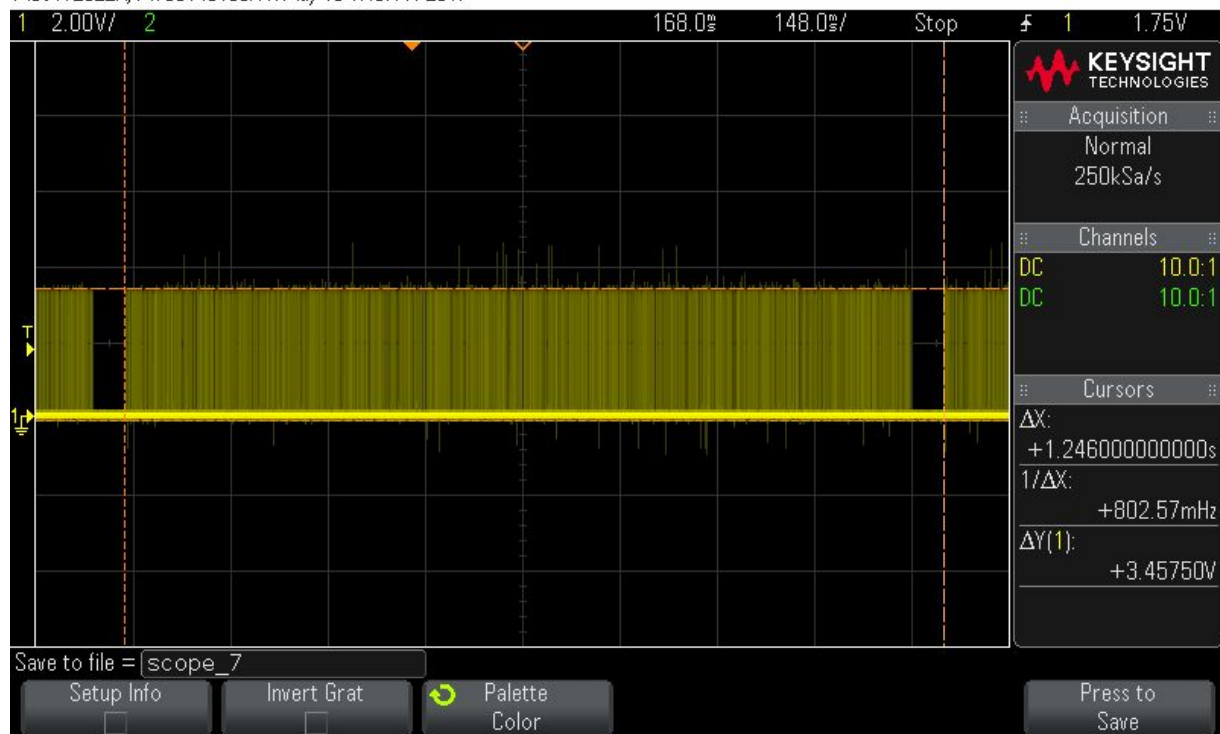 1 2.00V/ 2 168.0ms 148.0ms/ Stop 1 1.75V
KEYSIGHT
TECHNOLOGIES
Acquisition
Normal
250kSa/s
Channels
DC 10.0:1
DC 10.0:1
Cursors
ΔX:
+1.246000000000s
1/ΔX:
+802.57mHz
ΔY(1):
+3.45750V
T
1
Save to file = scope_7
Setup Info
Invert Grat
Palette
Color
Press to
Save